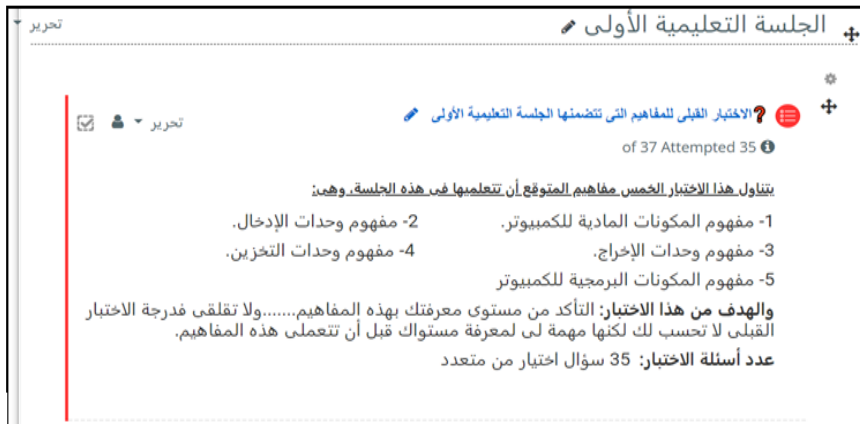 الجلسة التعليمية الأولى
تحرير
الاختبار القبلى للمفاهيم التى تتضمنها الجلسة التعليمية الأولى
تحرير
of 37 Attempted 35
يتناول هذا الاختبار الخمس مفاهيم المتوقع أن تتعلميها فى هذه الجلسة، وهى:
1- مفهوم المكونات المادية للكمبيوتر. 2- مفهوم وحدات الإدخال.
3- مفهوم وحدات الإخراج. 4- مفهوم وحدات التخزين.
5- مفهوم المكونات البرمجية للكمبيوتر
والهدف من هذا الاختبار: التأكد من مستوى معرفتك بهذه المفاهيم.......ولا تقلقى فدرجة الاختبار
القبلى لا تحسب لك لكنها مهمة لى لمعرفة مستواك قبل أن تتعملى هذه المفاهيم.
عدد أسئلة الاختبار: 35 سؤال اختيار من متعدد